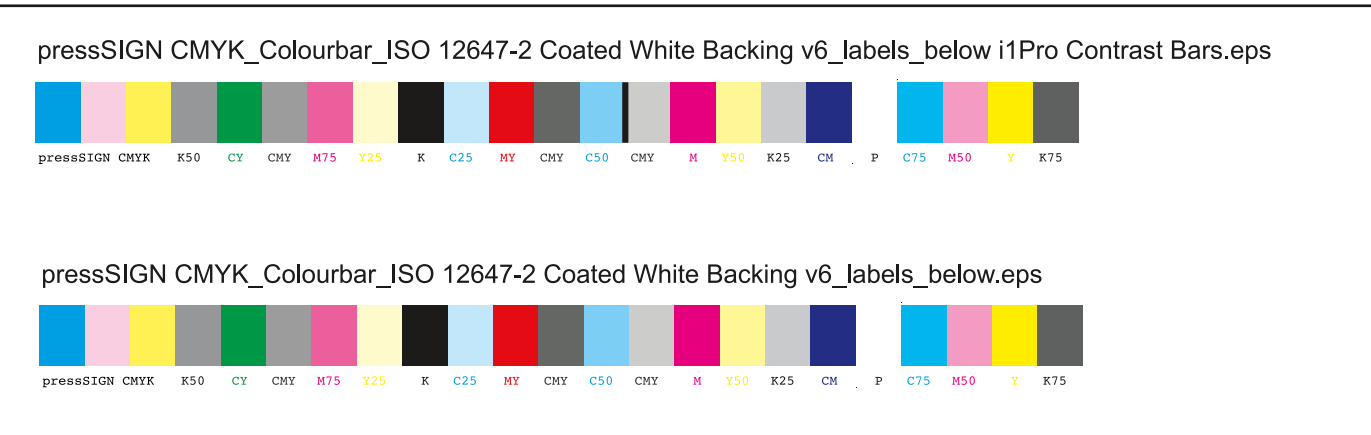 pressSIGN CMYK_Colourbar_ISO 12647-2 Coated White Backing v6_labels_below i1Pro Contrast Bars.eps
pressSIGN CMYK K50 CY CMY M75 Y25 K C25 MY CMY C50 CMY M Y50 K25 CM P C75 M50 Y K75
pressSIGN CMYK_Colourbar_ISO 12647-2 Coated White Backing v6_labels_below.eps
pressSIGN CMYK K50 CY CMY M75 Y25 K C25 MY CMY C50 CMY M Y50 K25 CM P C75 M50 Y K75